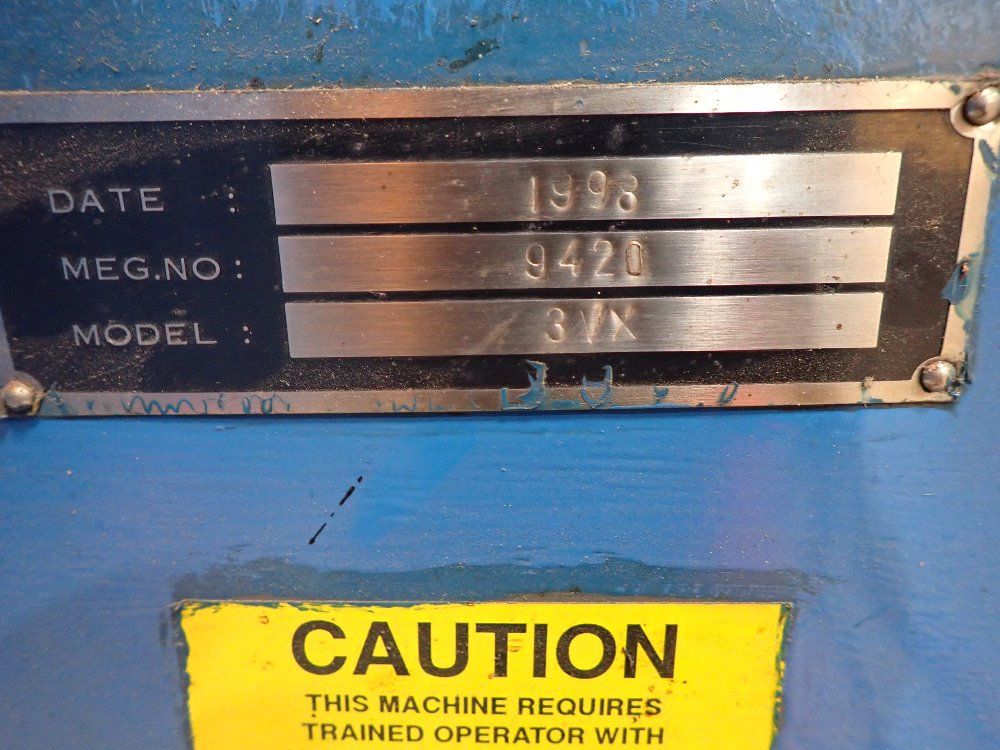 DATE : 1998
MEG.NO : 9420
MODEL : 3VX
CAUTION
THIS MACHINE REQUIRES
TRAINED OPERATOR WITH